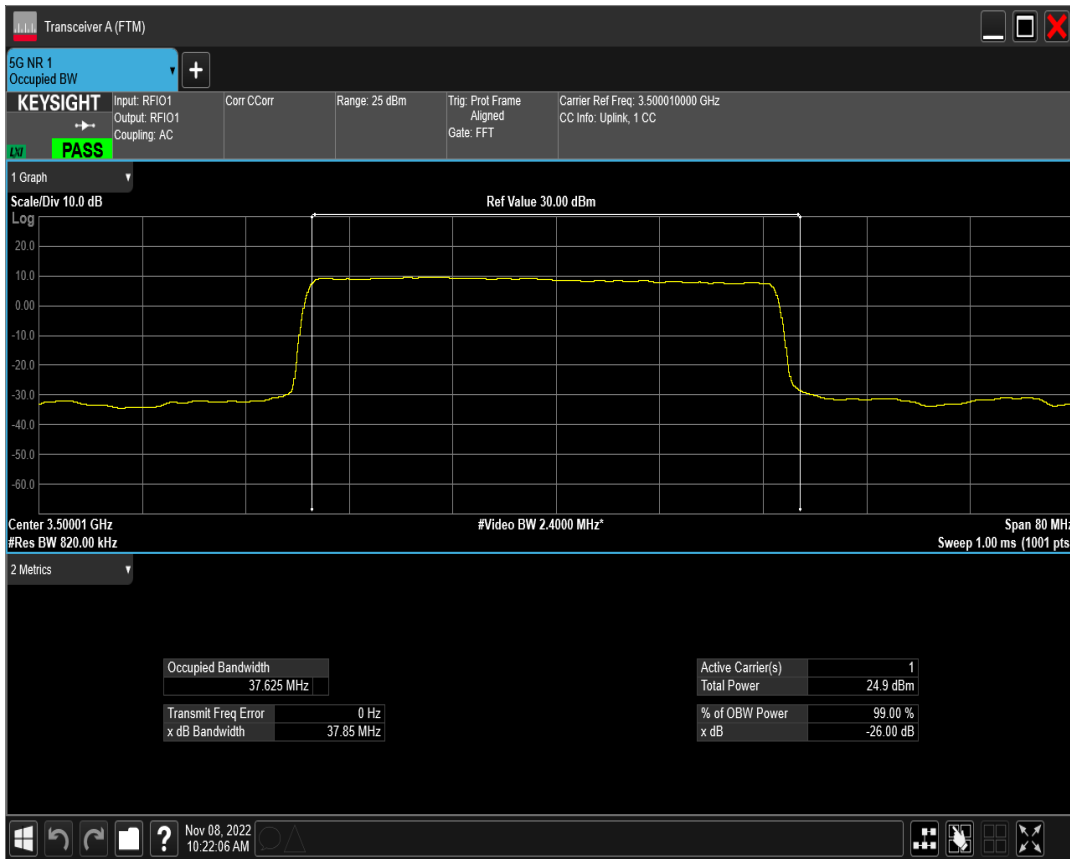 Transceiver A (FTM)
5G NR 1
Occupied BW
+
KEYSIGHT
LXI
PASS
Input: RFIO1
Output: RFIO1
Coupling: AC
Corr CCorr
Range: 25 dBm
Trig: Prot Frame
Aligned
Gate: FFT
Carrier Ref Freq: 3.500010000 GHz
CC Info: Uplink, 1 CC
1 Graph
Scale/Div 10.0 dB
Ref Value 30.00 dBm
Log
20.0
10.0
0.00
-10.0
-20.0
-30.0
-40.0
-50.0
-60.0
Center 3.50001 GHz
#Video BW 2.4000 MHz*
Span 80 MHz
#Res BW 820.00 kHz
Sweep 1.00 ms (1001 pts
2 Metrics
Occupied Bandwidth
37.625 MHz
Transmit Freq Error 0 Hz
x dB Bandwidth 37.85 MHz
Active Carrier(s) 1
Total Power 24.9 dBm
% of OBW Power 99.00 %
x dB -26.00 dB
?
Nov 08, 2022
10:22:06 AM